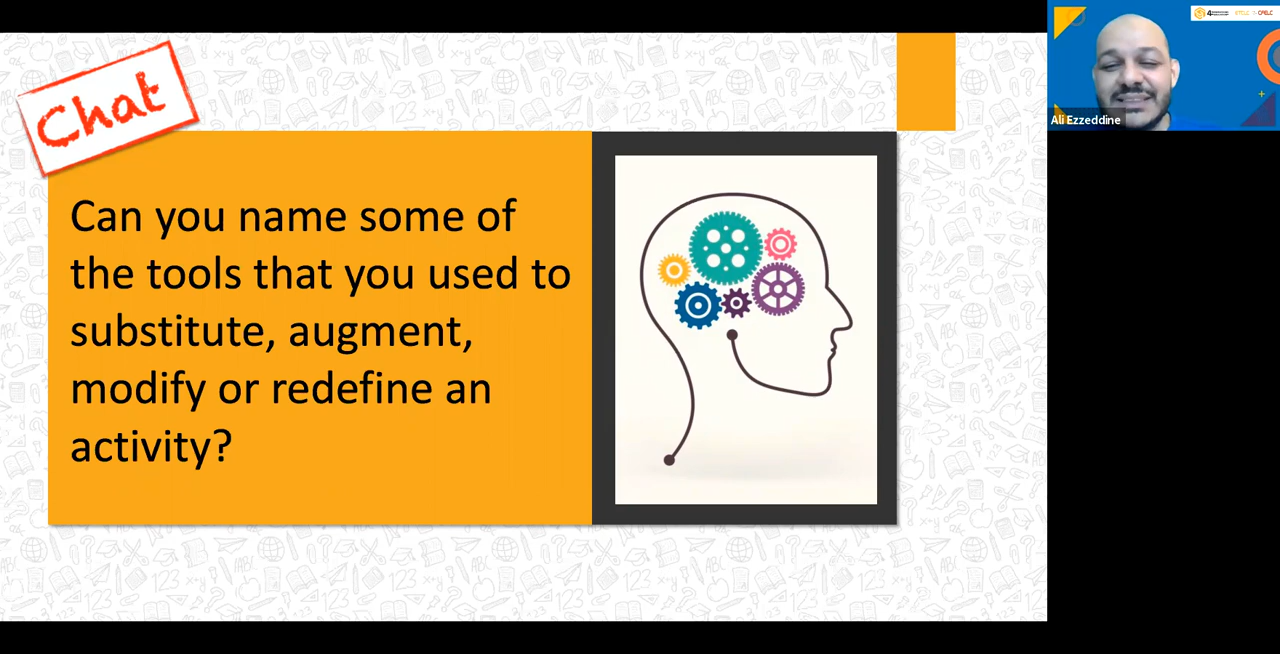 Chat
Can you name some of
the tools that you used to
substitute, augment,
modify or redefine an
activity?
Ali Ezzeddine